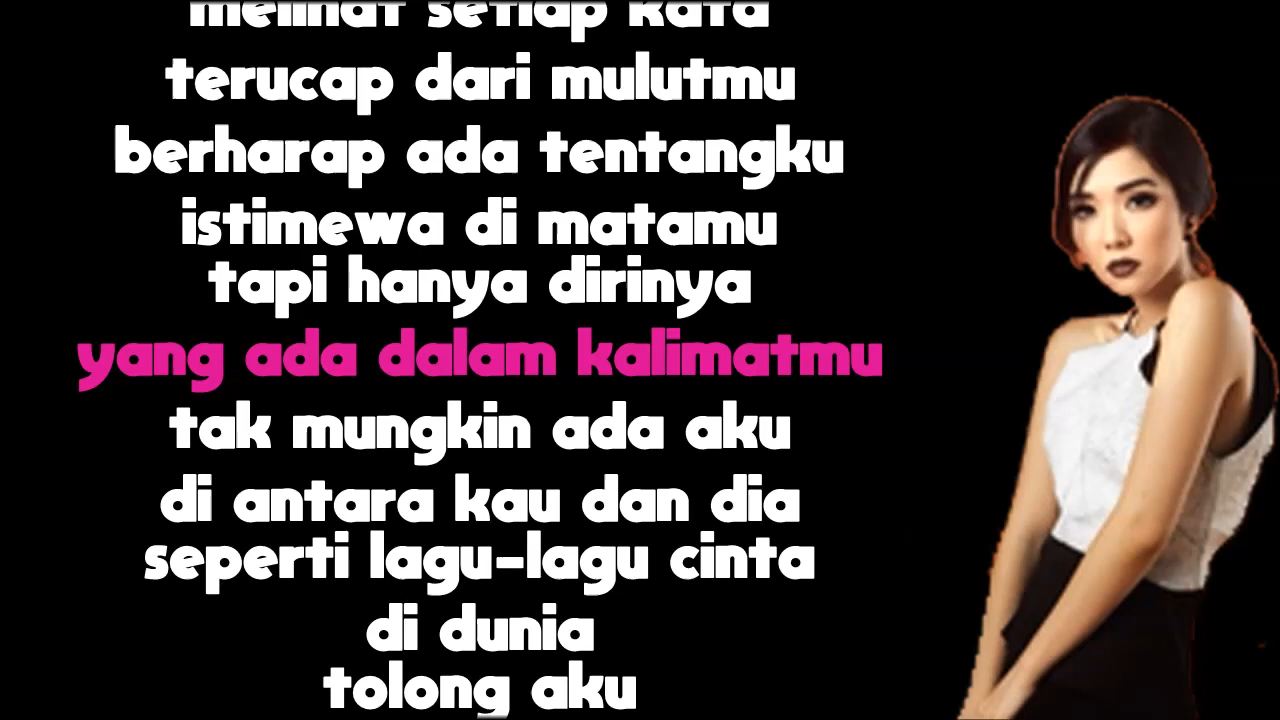 melihat setiap kata
terucap dari mulutmu
berharap ada tentangku
istimewa di matamu
tapi hanya dirinya
yang ada dalam kalimatmu
tak mungkin ada aku
di antara kau dan dia
seperti lagu-lagu cinta
di dunia
tolong aku